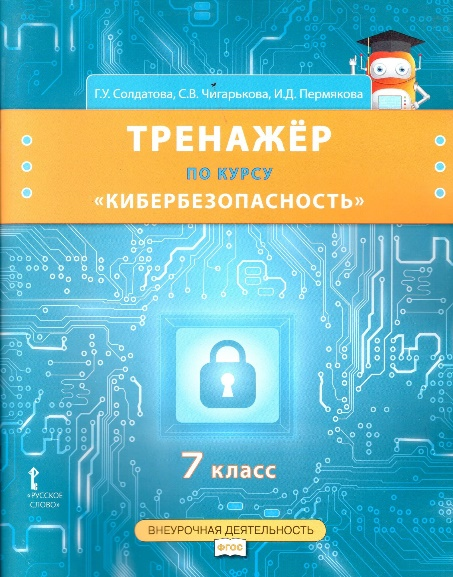 Г.У. Солдатова, С.В. Чигарькова, И.Д. Пермякова
ТРЕНАЖЁР
ПО КУРСУ
«КИБЕРБЕЗОПАСНОСТЬ»
7 класс
«РУССКОЕ
СЛОВО»
ВНЕУРОЧНАЯ ДЕЯТЕЛЬНОСТЬ
ФГОС